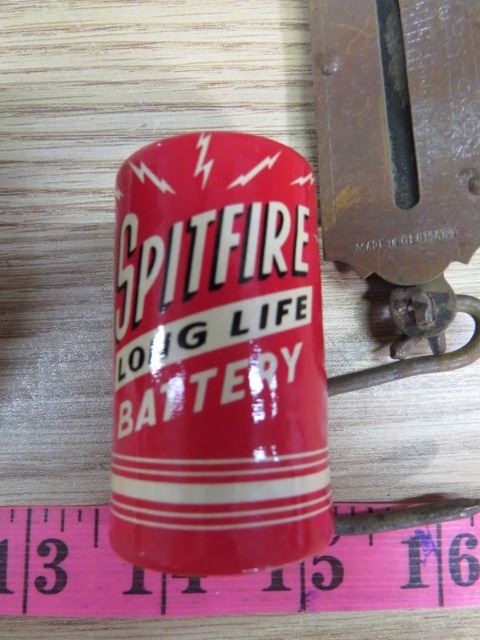 SPITFIRE
LONG LIFE
BATTERY
MADE IN GERMANY
13 14 15 16